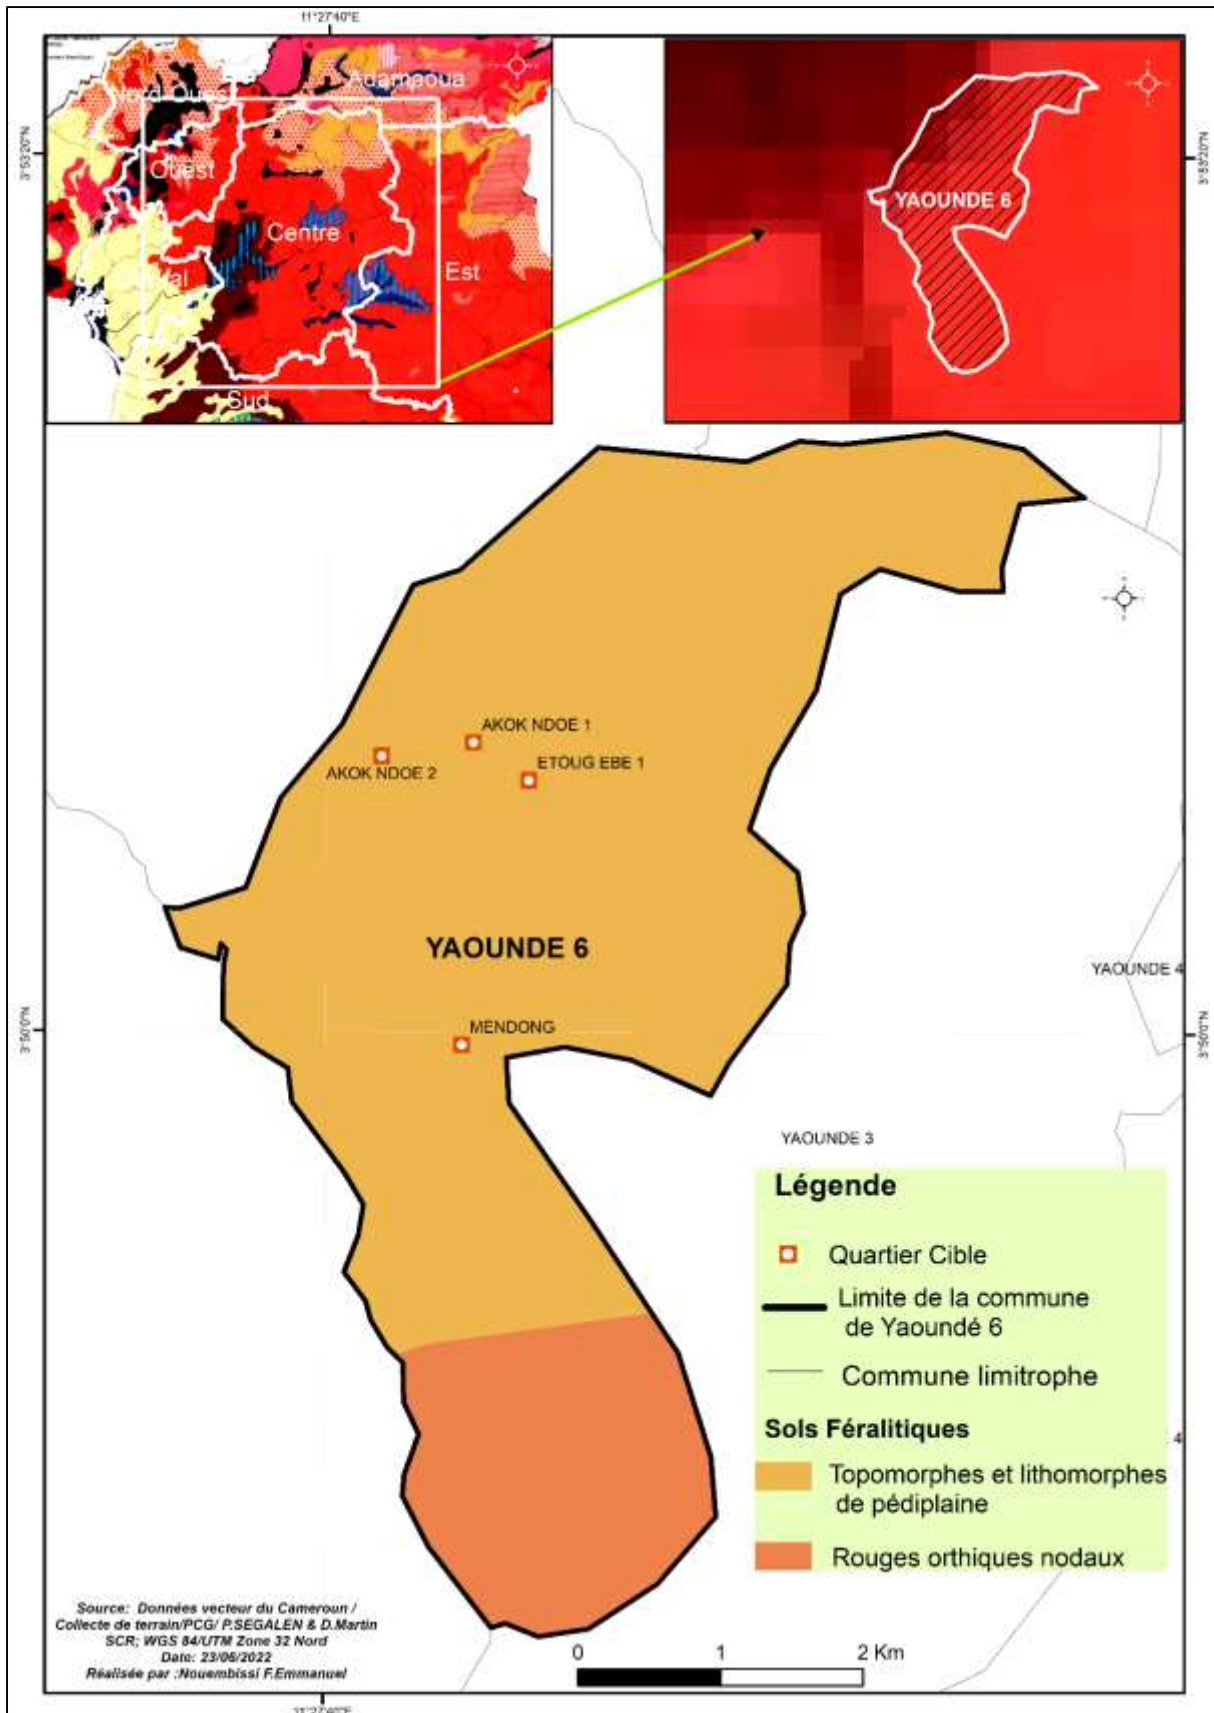 11°27'40"E
Adamaoua
Nord-Ouest
Ouest
Centre
Est
Sud
YAOUNDE 6
3°53'20"N
3°53'20"N
AKOK NDOE 1
ETOUG EBE 1
AKOK NDOE 2
YAOUNDE 6
YAOUNDE 4
MENDONG
3°50'0"N
3°50'0"N
YAOUNDE 3
Légende
Quartier Cible
Limite de la commune
de Yaoundé 6
Commune limitrophe
Sols Féralitiques
4
Topomorphes et lithomorphes
de pédiplaine
Rouges orthiques nodaux
Source: Données vecteur du Cameroun /
Collecte de terrain/PCG/ P.SEGALEN & D.Martin
SCR; WGS 84/UTM Zone 32 Nord
Date: 23/06/2022
Réalisée par :Nouembissi F.Emmanuel
0 1 2 Km